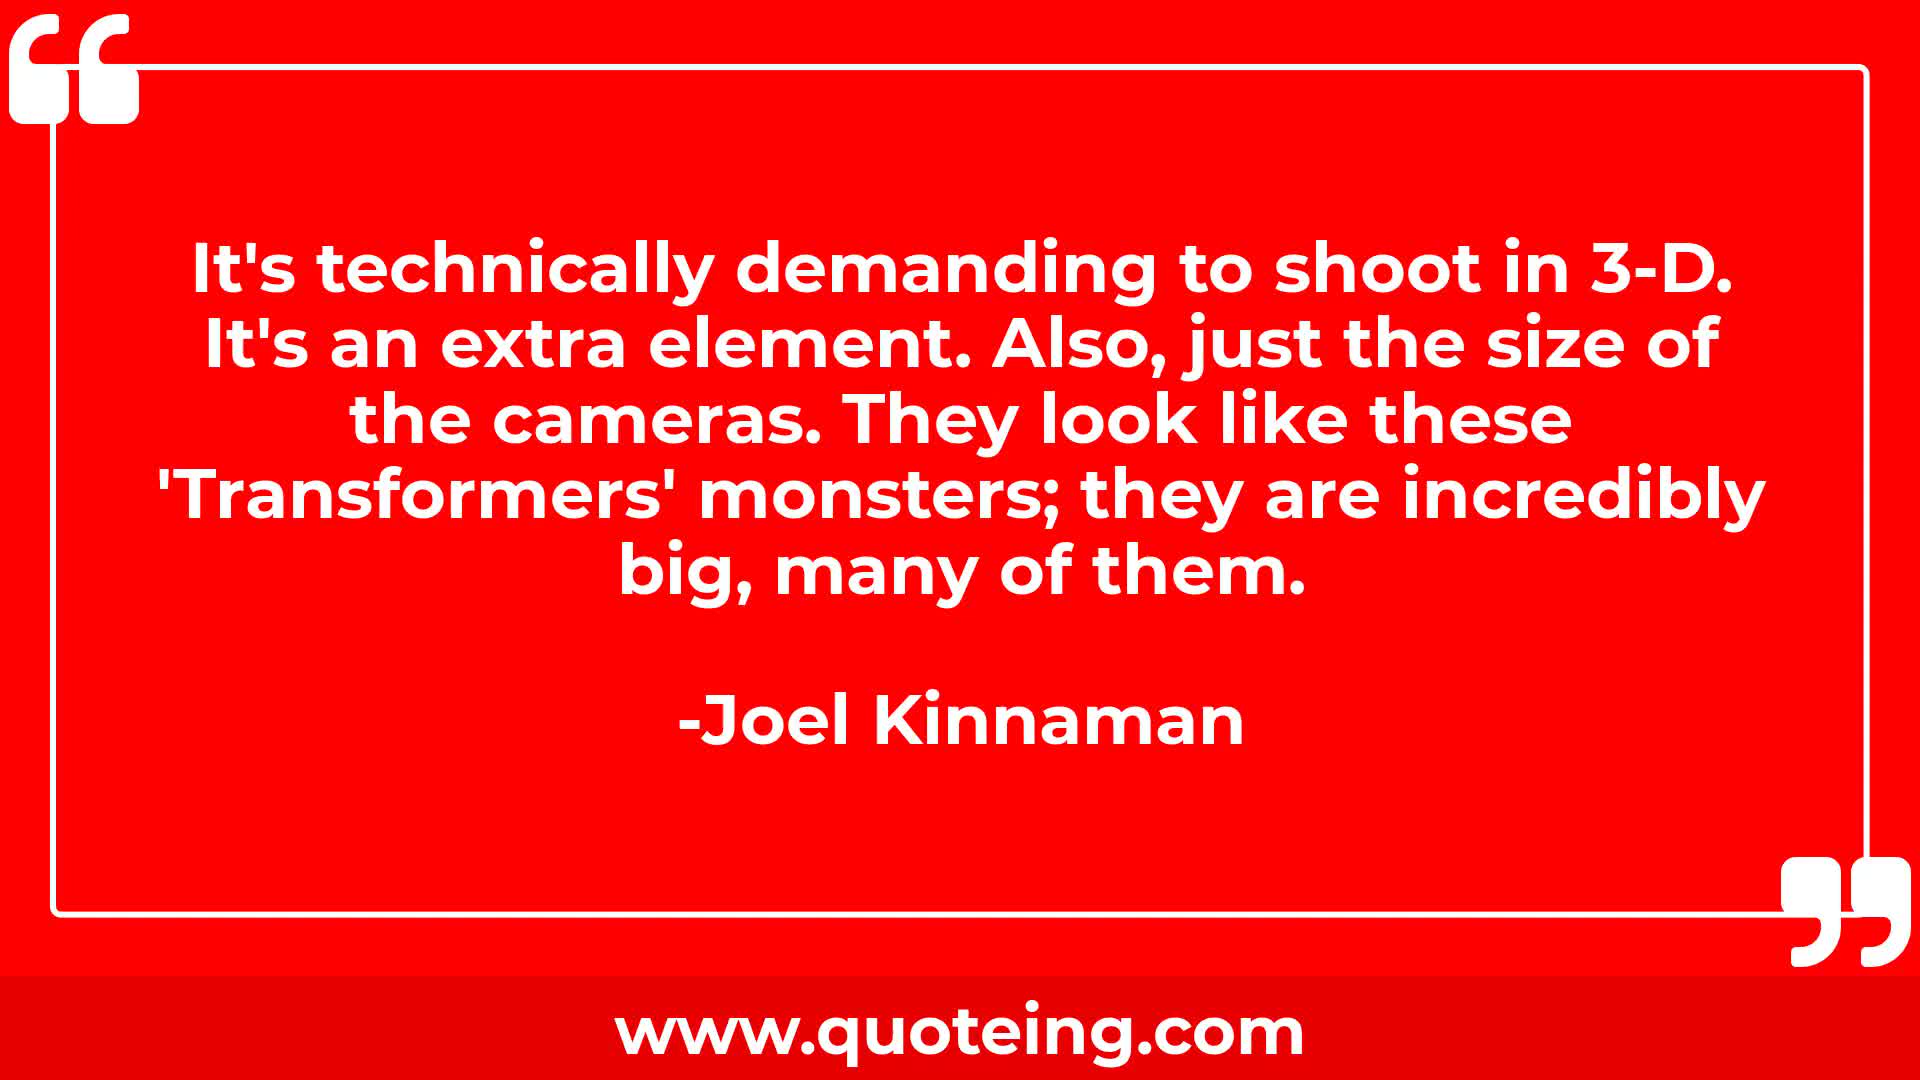 It's technically demanding to shoot in 3-D.
It's an extra element. Also, just the size of
the cameras. They look like these
'Transformers' monsters; they are incredibly
big, many of them.
-Joel Kinnaman
www.quoteing.com